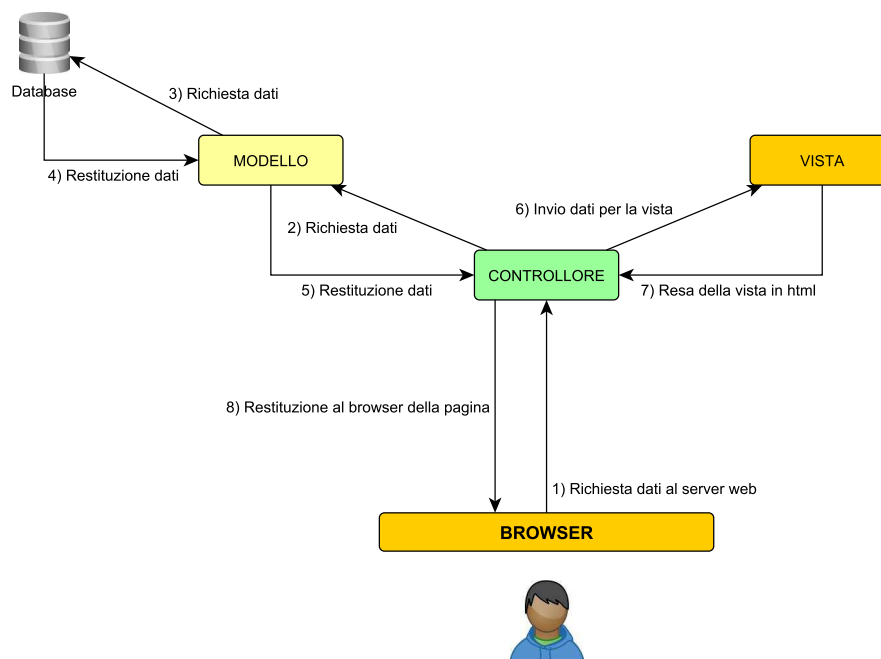 Database
3) Richiesta dati
MODELLO
VISTA
4) Restituzione dati
6) Invio dati per la vista
2) Richiesta dati
CONTROLLORE
5) Restituzione dati
7) Resa della vista in html
8) Restituzione al browser della pagina
1) Richiesta dati al server web
BROWSER